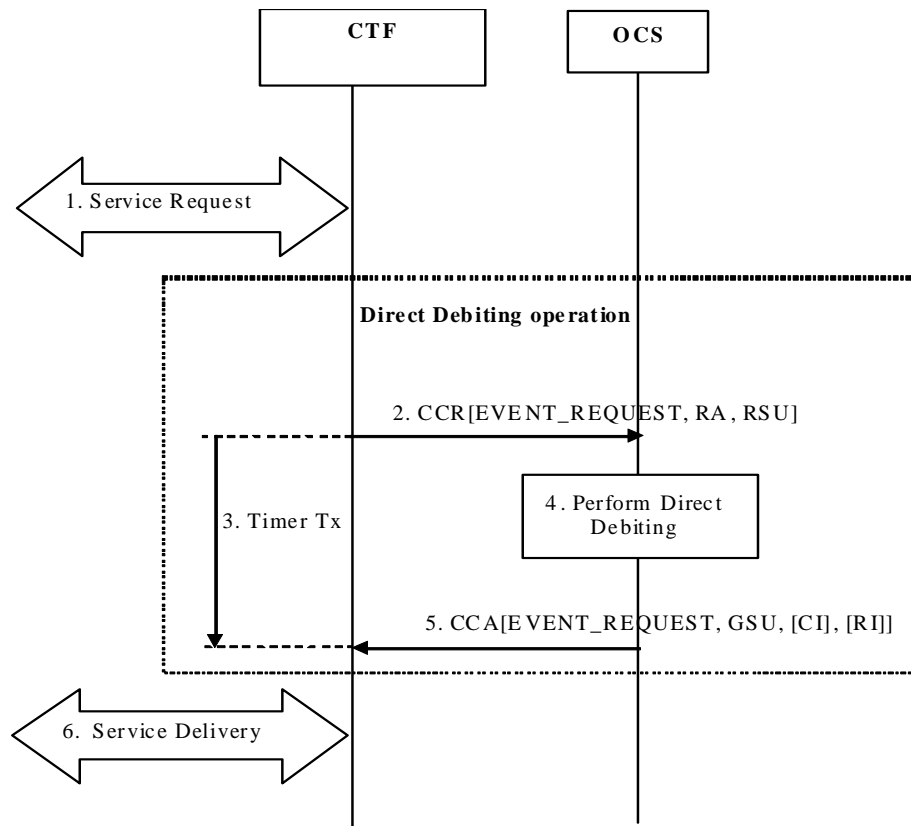 CTF
OCS
1. Service Request
Direct Debiting operation
2. CCR[EVENT_REQUEST, RA, RSU]
3. Timer Tx
4. Perform Direct
Debiting
5. CCA[EVENT_REQUEST, GSU, [CI], [RI]]
6. Service Delivery